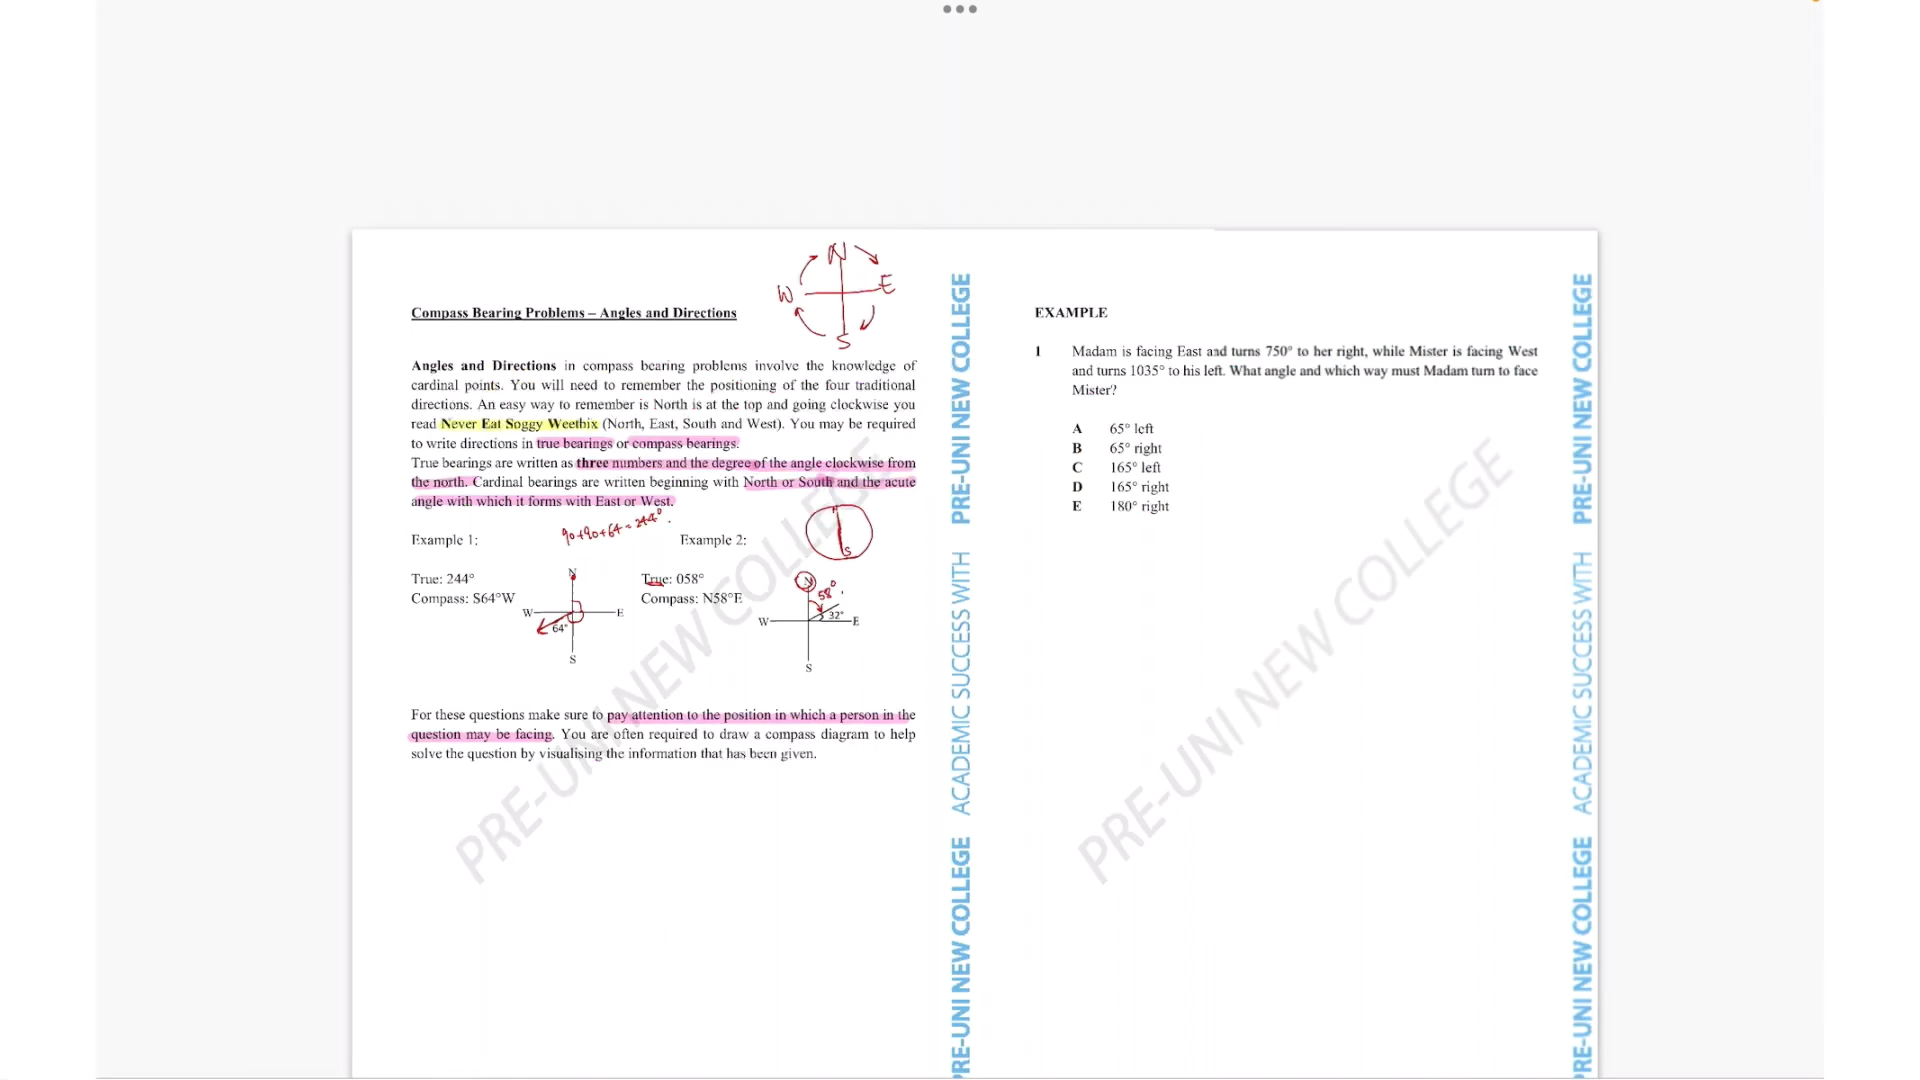 N
W
E
S
Compass Bearing Problems – Angles and Directions
Angles and Directions in compass bearing problems involve the knowledge of
cardinal points. You will need to remember the positioning of the four traditional
directions. An easy way to remember is North is at the top and going clockwise you
read Never Eat Soggy Weetbix (North, East, South and West). You may be required
to write directions in true bearings or compass bearings.
True bearings are written as three numbers and the degree of the angle clockwise from
the north. Cardinal bearings are written beginning with North or South and the acute
angle with which it forms with East or West.
90+90+64=244°.
Example 1:
Example 2:
N
S
True: 244°
Compass: S64°W
N
W
E
64°
S
True: 058°
Compass: N58°E
N
58°
32°
W
E
S
For these questions make sure to pay attention to the position in which a person in the
question may be facing. You are often required to draw a compass diagram to help
solve the question by visualising the information that has been given.
PRE-UNI NEW COLLEGE
PRE-UNI NEW COLLEGE ACADEMIC SUCCESS WITH PRE-UNI NEW COLLEGE
EXAMPLE
1 Madam is facing East and turns 750° to her right, while Mister is facing West
and turns 1035° to his left. What angle and which way must Madam turn to face
Mister?
A 65° left
B 65° right
C 165° left
D 165° right
E 180° right
PRE-UNI NEW COLLEGE
PRE-UNI NEW COLLEGE ACADEMIC SUCCESS WITH PRE-UNI NEW COLLEGE